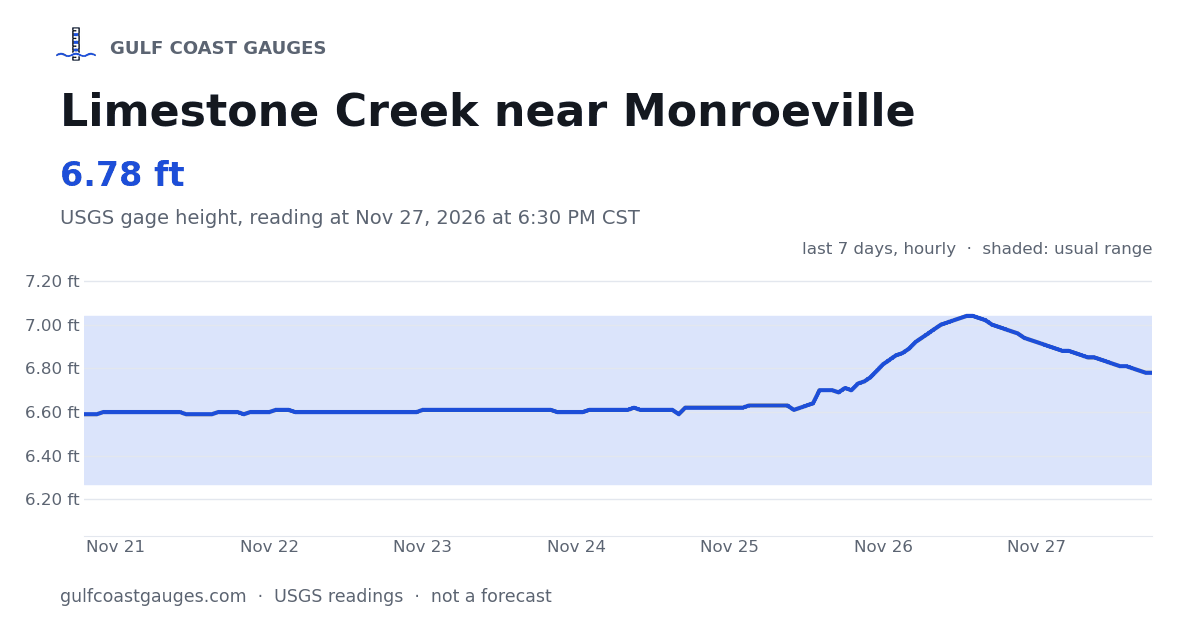 GULF COAST GAUGES
Limestone Creek near Monroeville
6.78 ft
USGS gage height, reading at Nov 27, 2026 at 6:30 PM CST
last 7 days, hourly · shaded: usual range
7.20 ft
7.00 ft
6.80 ft
6.60 ft
6.40 ft
6.20 ft
Nov 21 Nov 22 Nov 23 Nov 24 Nov 25 Nov 26 Nov 27
gulfcoastgauges.com · USGS readings · not a forecast